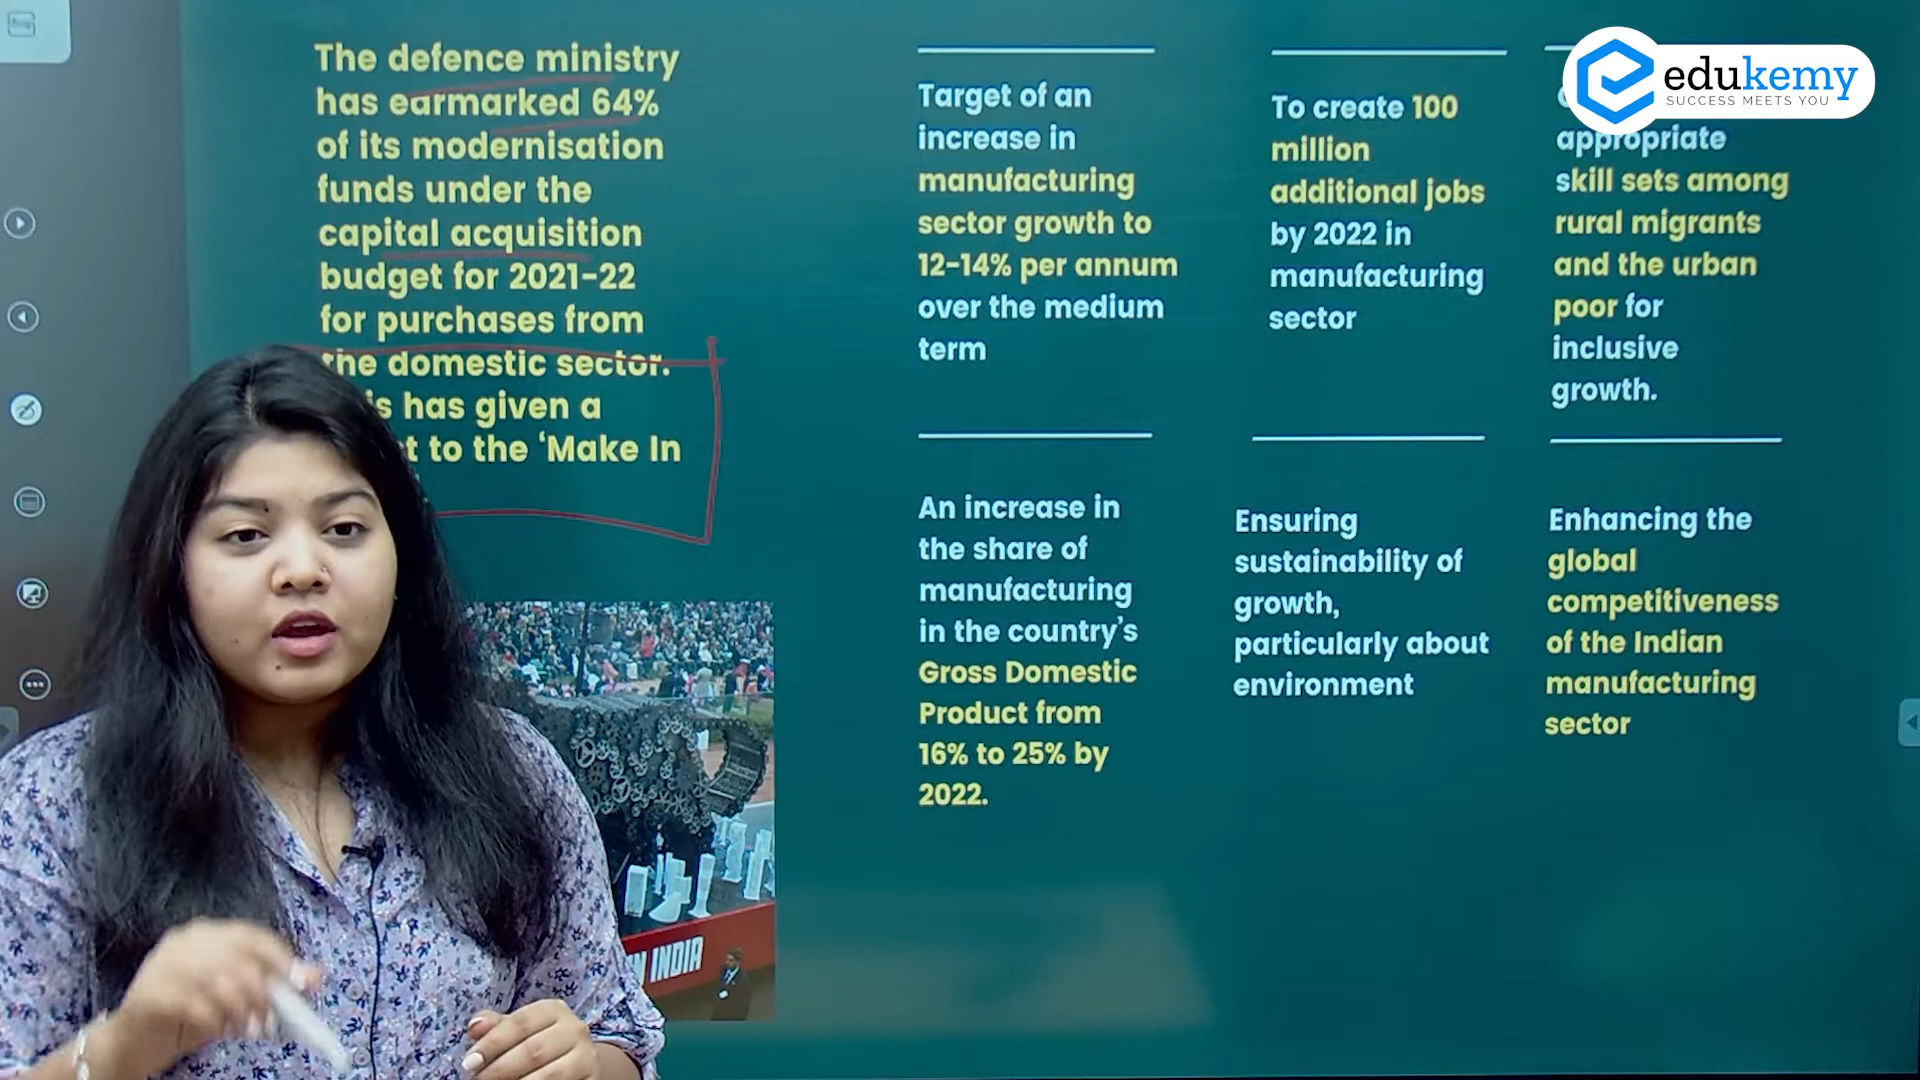 The defence ministry
has earmarked 64%
of its modernisation
funds under the
capital acquisition
budget for 2021-22
for purchases from
the domestic sector.
has given a
to the ‘Make In
INDIA
Target of an
increase in
manufacturing
sector growth to
12-14% per annum
over the medium
term
To create 100
million
additional jobs
by 2022 in
manufacturing
sector
appropriate
skill sets among
rural migrants
and the urban
poor for
inclusive
growth.
An increase in
the share of
manufacturing
in the country’s
Gross Domestic
Product from
16% to 25% by
2022.
Ensuring
sustainability of
growth,
particularly about
environment
Enhancing the
global
competitiveness
of the Indian
manufacturing
sector
edukemy
SUCCESS MEETS YOU